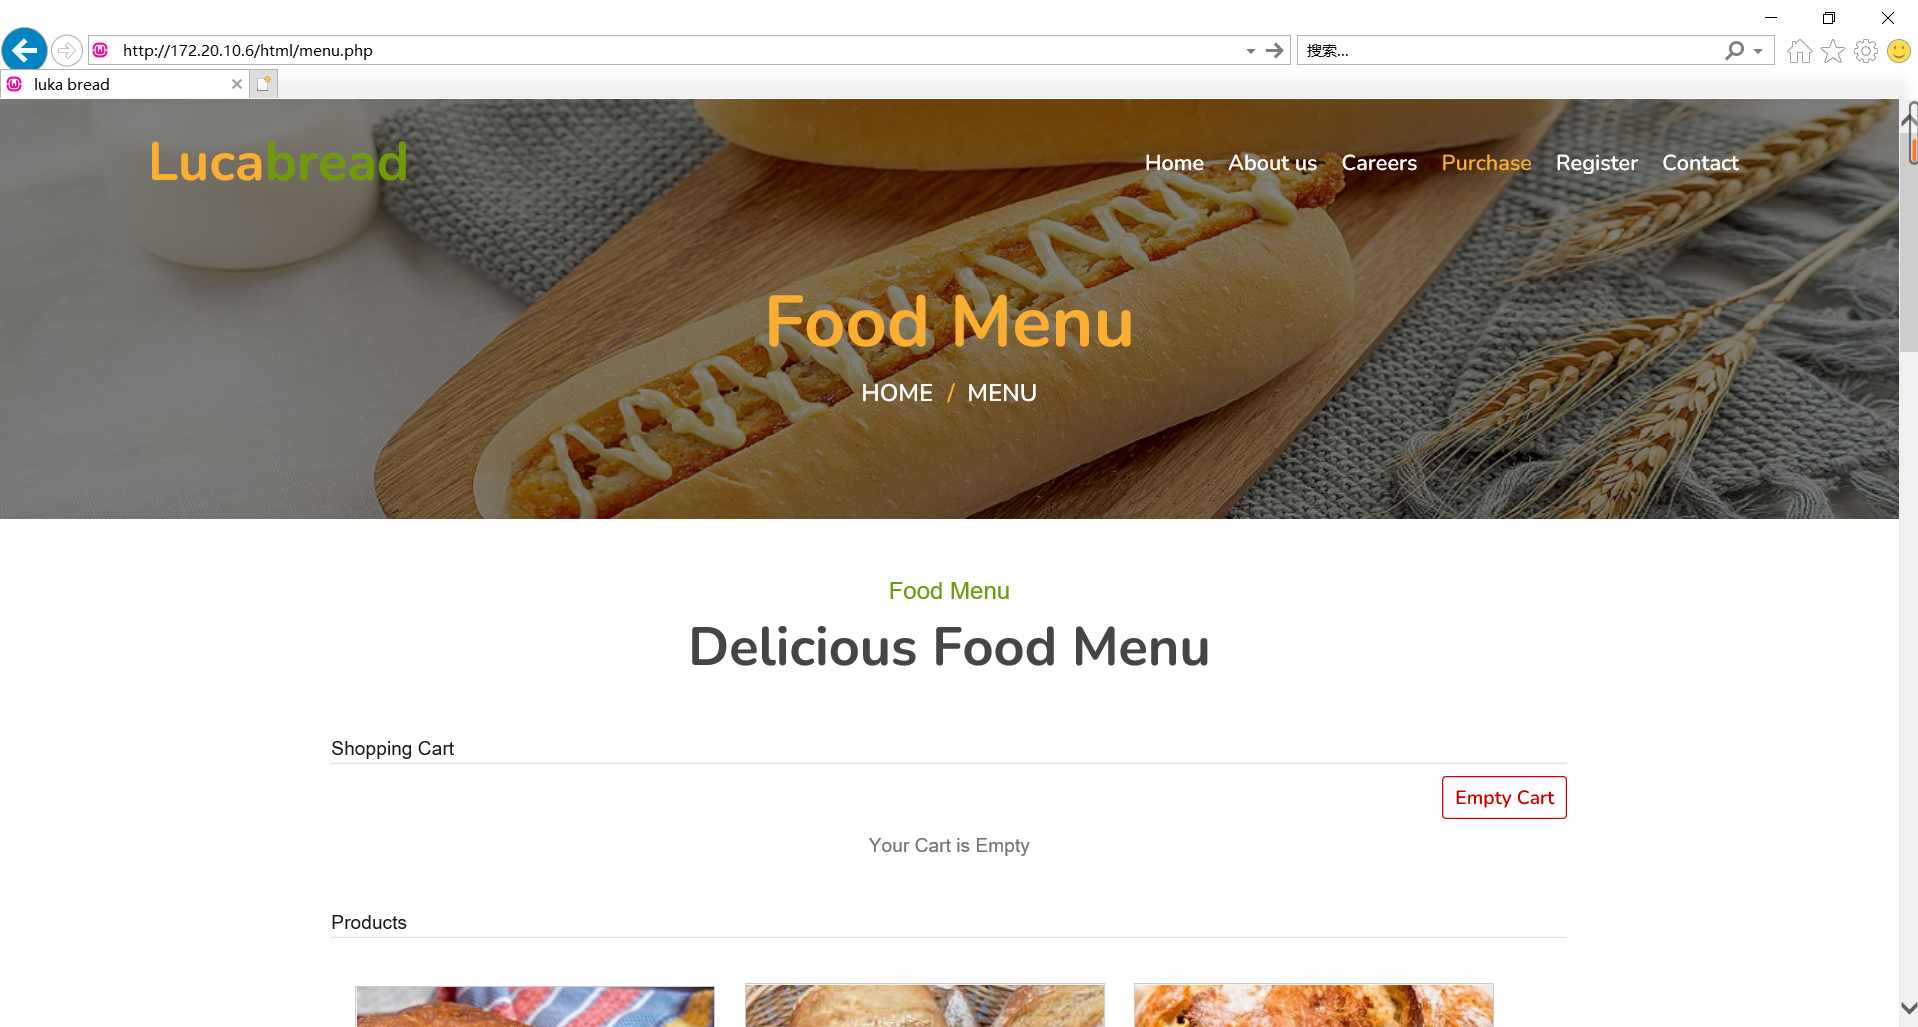 http://172.20.10.6/html/menu.php
搜索...
luka bread
Lucabread
Home About us Careers Purchase Register Contact
Food Menu
HOME / MENU
Food Menu
Delicious Food Menu
Shopping Cart
Empty Cart
Your Cart is Empty
Products